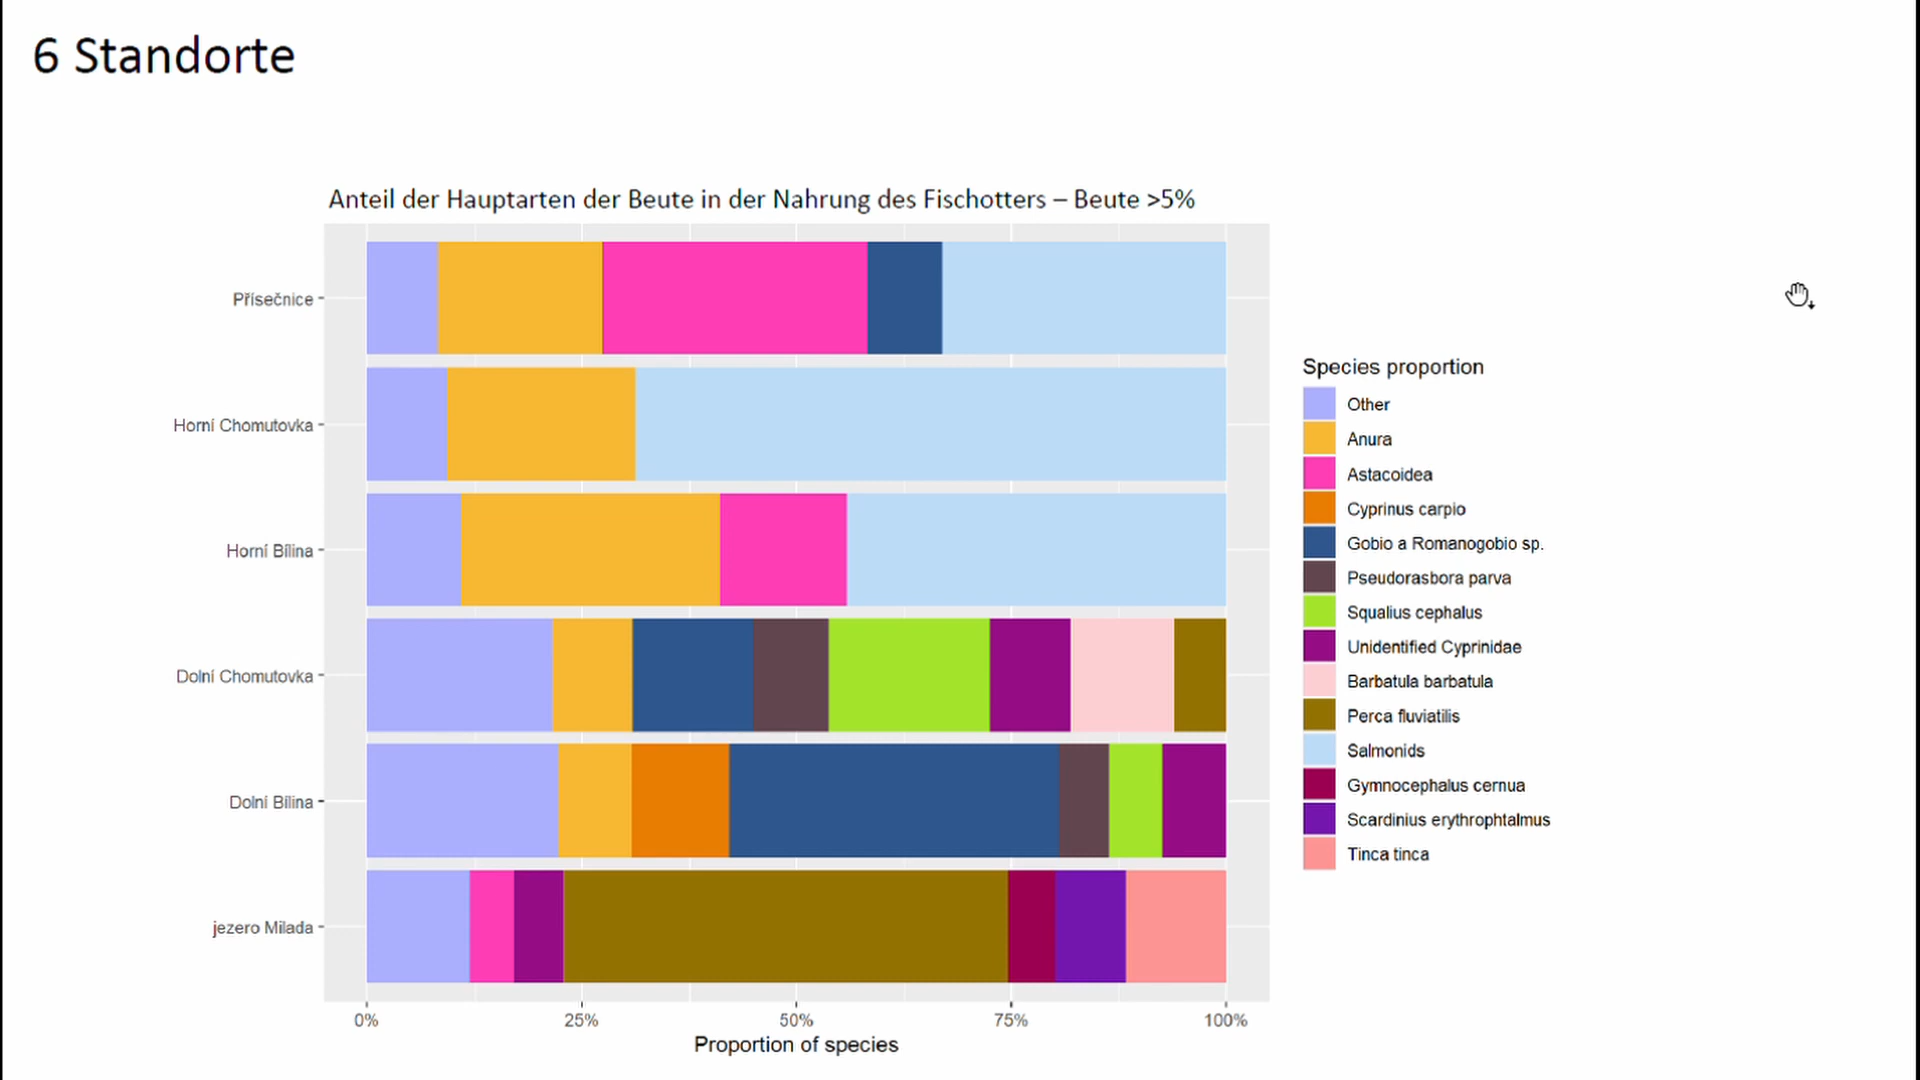 6 Standorte
Anteil der Hauptarten der Beute in der Nahrung des Fischotters – Beute >5%
Přísečnice
Horní Chomutovka
Horní Bílina
Dolní Chomutovka
Dolní Bílina
jezero Milada
0% 25% 50% 75% 100%
Proportion of species
Species proportion
Other
Anura
Astacoidea
Cyprinus carpio
Gobio a Romanogobio sp.
Pseudorasbora parva
Squalius cephalus
Unidentified Cyprinidae
Barbatula barbatula
Perca fluviatilis
Salmonids
Gymnocephalus cernua
Scardinius erythrophtalmus
Tinca tinca